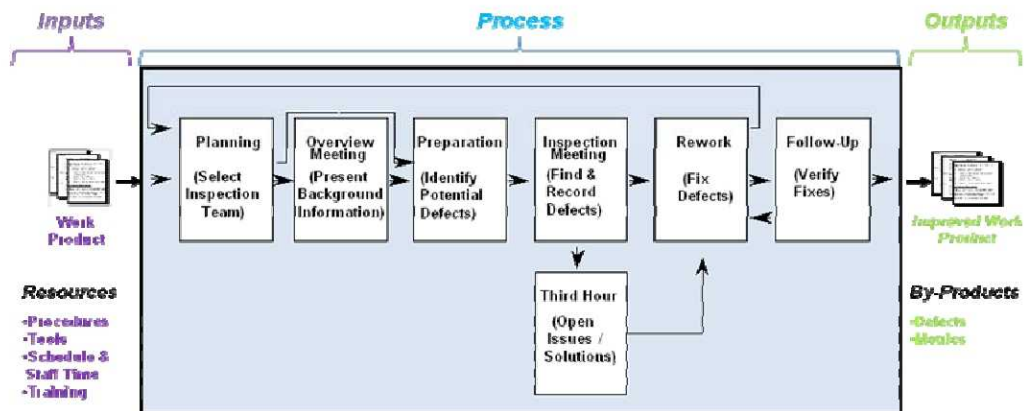 Inputs
Process
Outputs
Planning
(Select
Inspection
Team)
Overview
Meeting
(Present
Background
Information)
Preparation
(Identify
Potential
Defects)
Inspection
Meeting
(Find &
Record
Defects)
Rework
(Fix
Defects)
Follow-Up
(Verify
Fixes)
Work
Product
Improved Work
Product
Third Hour
(Open
Issues /
Solutions)
Resources
•Procedures
•Tools
•Schedule &
Staff Time
•Training
By-Products
•Defects
•Metrics